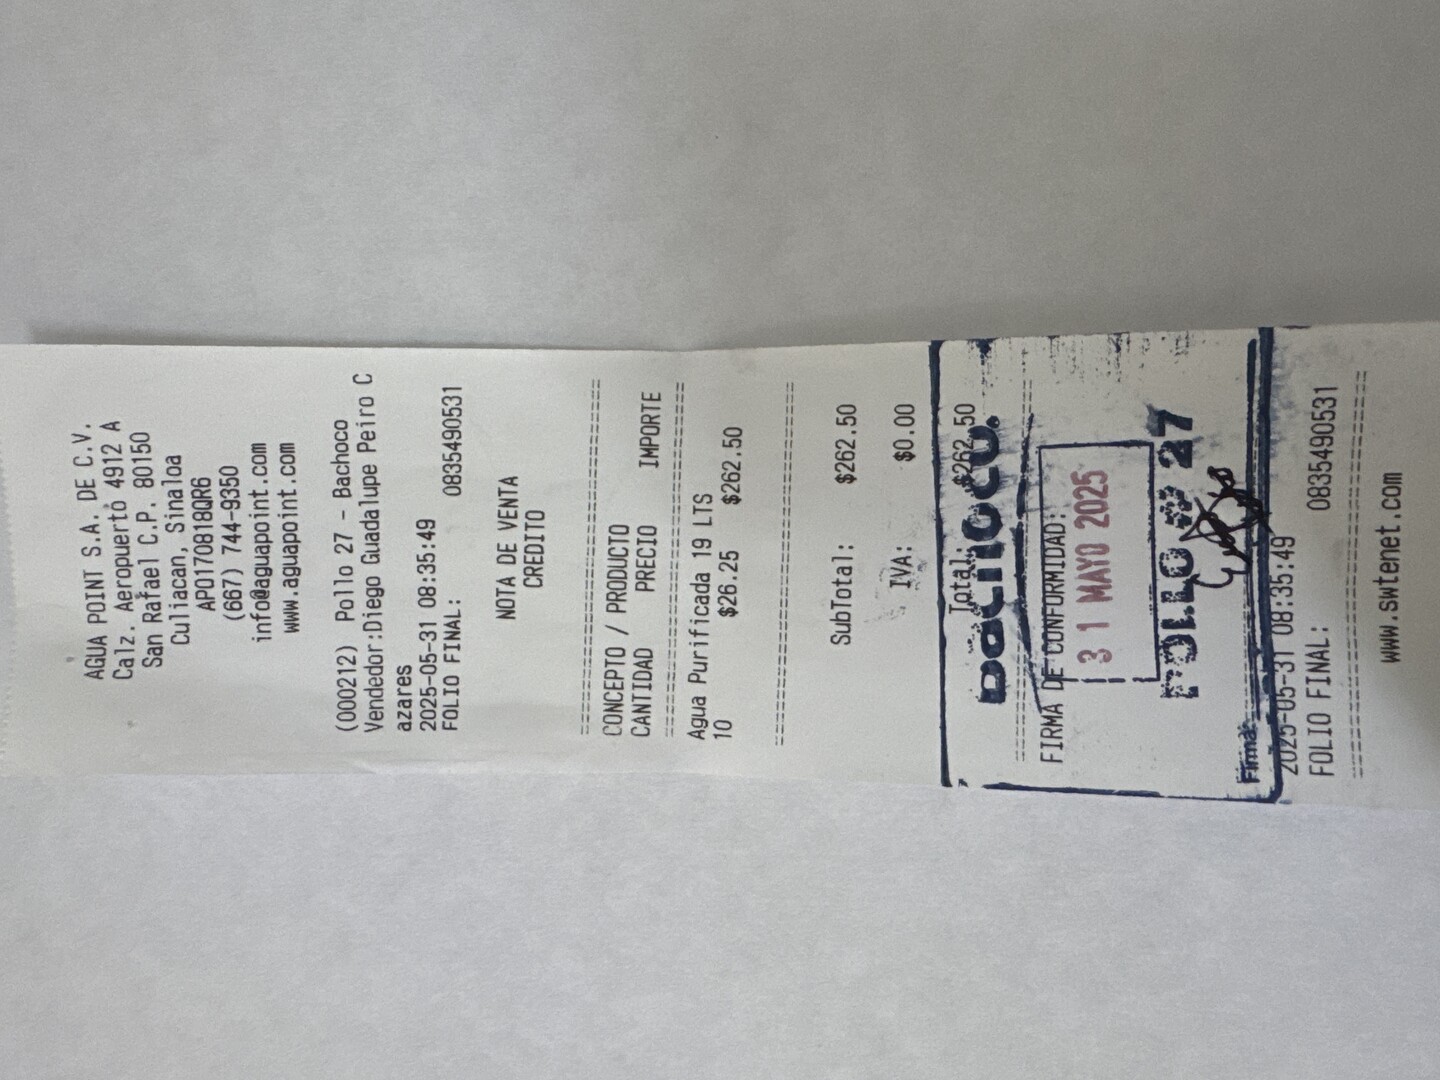 AGUA POINT S.A. DE C.V.
Calz. Aeropuerto 4912 A
San Rafael C.P. 80150
Culiacan, Sinaloa
APO170818QR6
(667) 744-9350
info@aguapoint.com
www.aguapoint.com
(000212) Pollo 27 - Bachoco
Vendedor:Diego Guadalupe Peiro C
azares
2025-05-31 08:35:49
FOLIO FINAL: 0835490531
NOTA DE VENTA
CREDITO
CONCEPTO / PRODUCTO
CANTIDAD PRECIO IMPORTE
Agua Purificada 19 LTS
10 $26.25 $262.50
SubTotal: $262.50
IVA: $0.00
Total: $262.50
Bachoco.
FIRMA DE CONFORMIDAD:
31 MAYO 2025
POLLO # 27
Firma:
2025-05-31 08:35:49
FOLIO FINAL: 0835490531
www.swtenet.com